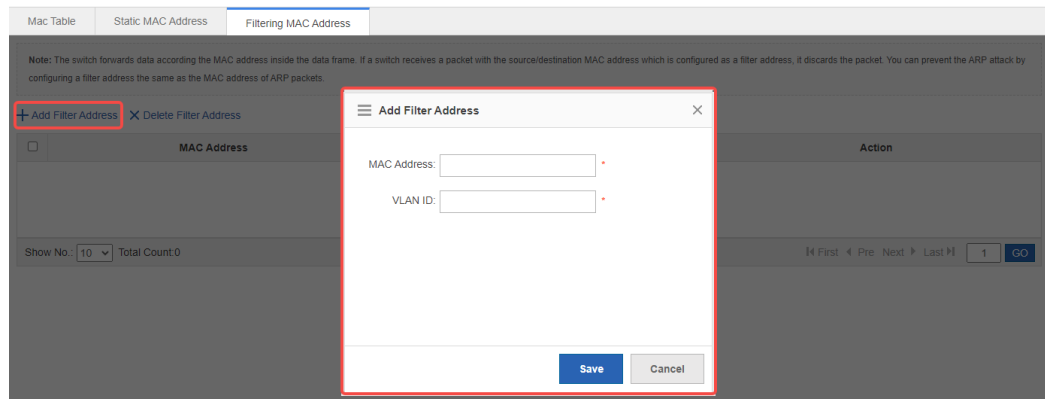 Mac Table Static MAC Address Filtering MAC Address
Note: The switch forwards data according the MAC address inside the data frame. If a switch receives a packet with the source/destination MAC address which is configured as a filter address, it discards the packet. You can prevent the ARP attack by
configuring a filter address the same as the MAC address of ARP packets.
+ Add Filter Address X Delete Filter Address
MAC Address Action
Add Filter Address
MAC Address: *
VLAN ID: *
Show No.: 10 Total Count:0 First Pre Next Last 1 GO
Save Cancel